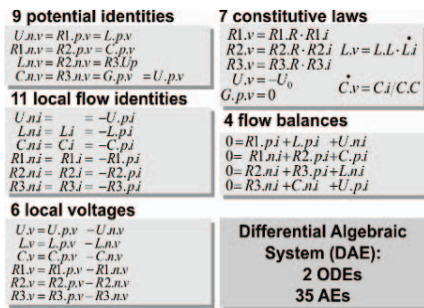 9 potential identities
U.n.v = R1.p.v = L.p.v
R1.n.v = R2.p.v = C.p.v
L.n.v = R2.n.v = R3.Up
C.n.v = R3.n.v = G.p.v = U.p.v
11 local flow identities
U.n.i = = -U.p.i
L.n.i = L.i = -L.p.i
C.n.i = C.i = -C.p.i
R1.n.i = R1.i = -R1.p.i
R2.n.i = R2.i = -R2.p.i
R3.n.i = R3.i = -R3.p.i
6 local voltages
U.v = U.p.v - U.n.v
L.v = L.p.v - L.n.v
C.v = C.p.v - C.n.v
R1.v = R1.p.v - R1.n.v
R2.v = R2.p.v - R2.n.v
R3.v = R3.p.v - R3.n.v
7 constitutive laws
R1.v = R1.R · R1.i
R2.v = R2.R · R2.i L.v = L.L · L̇.i
R3.v = R3.R · R3.i
U.v = -U₀
G.p.v = 0 Ċ.v = C.i/C.C
4 flow balances
0= R1.p.i + L.p.i + U.n.i
0= R1.n.i + R2.p.i + C.p.i
0= R2.n.i + R3.p.i + L.n.i
0= R3.n.i + C.n.i + U.p.i
Differential Algebraic
System (DAE):
2 ODEs
35 AEs